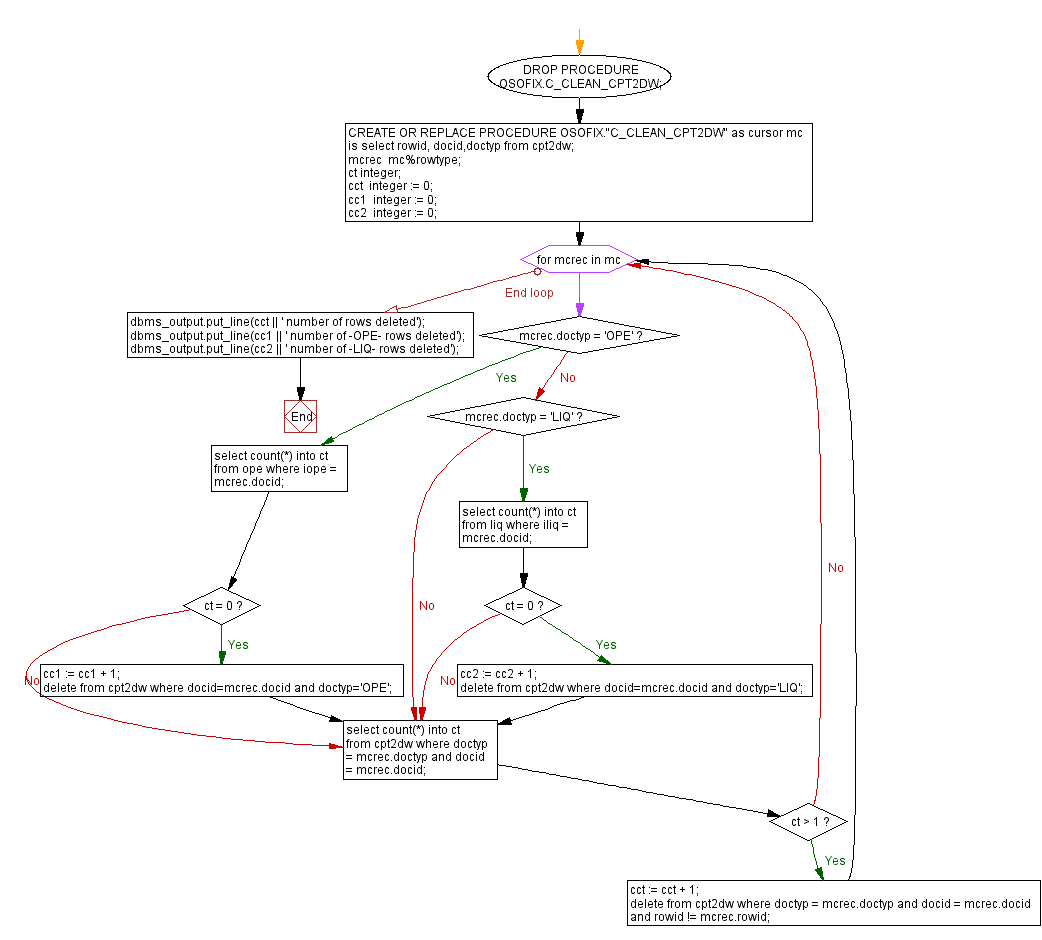 DROP PROCEDURE
OSOFIX.C_CLEAN_CPT2DW;
CREATE OR REPLACE PROCEDURE OSOFIX."C_CLEAN_CPT2DW" as cursor mc
is select rowid, docid,doctyp from cpt2dw;
mcrec  mc%rowtype;
ct integer;
cct  integer := 0;
cc1  integer := 0;
cc2  integer := 0;
for mcrec in mc
End loop
dbms_output.put_line(cct || ' number of rows deleted');
dbms_output.put_line(cc1 || ' number of -OPE- rows deleted');
dbms_output.put_line(cc2 || ' number of -LIQ- rows deleted');
End
mcrec.doctyp = 'OPE' ?
Yes
No
mcrec.doctyp = 'LIQ' ?
select count(*) into ct
from ope where iope =
mcrec.docid;
Yes
select count(*) into ct
from liq where iliq =
mcrec.docid;
No
ct = 0 ?
No
ct = 0 ?
Yes
Yes
No
cc1 := cc1 + 1;
delete from cpt2dw where docid=mcrec.docid and doctyp='OPE';
No
cc2 := cc2 + 1;
delete from cpt2dw where docid=mcrec.docid and doctyp='LIQ';
select count(*) into ct
from cpt2dw where doctyp
= mcrec.doctyp and docid
= mcrec.docid;
ct > 1 ?
Yes
cct := cct + 1;
delete from cpt2dw where doctyp = mcrec.doctyp and docid = mcrec.docid
and rowid != mcrec.rowid;